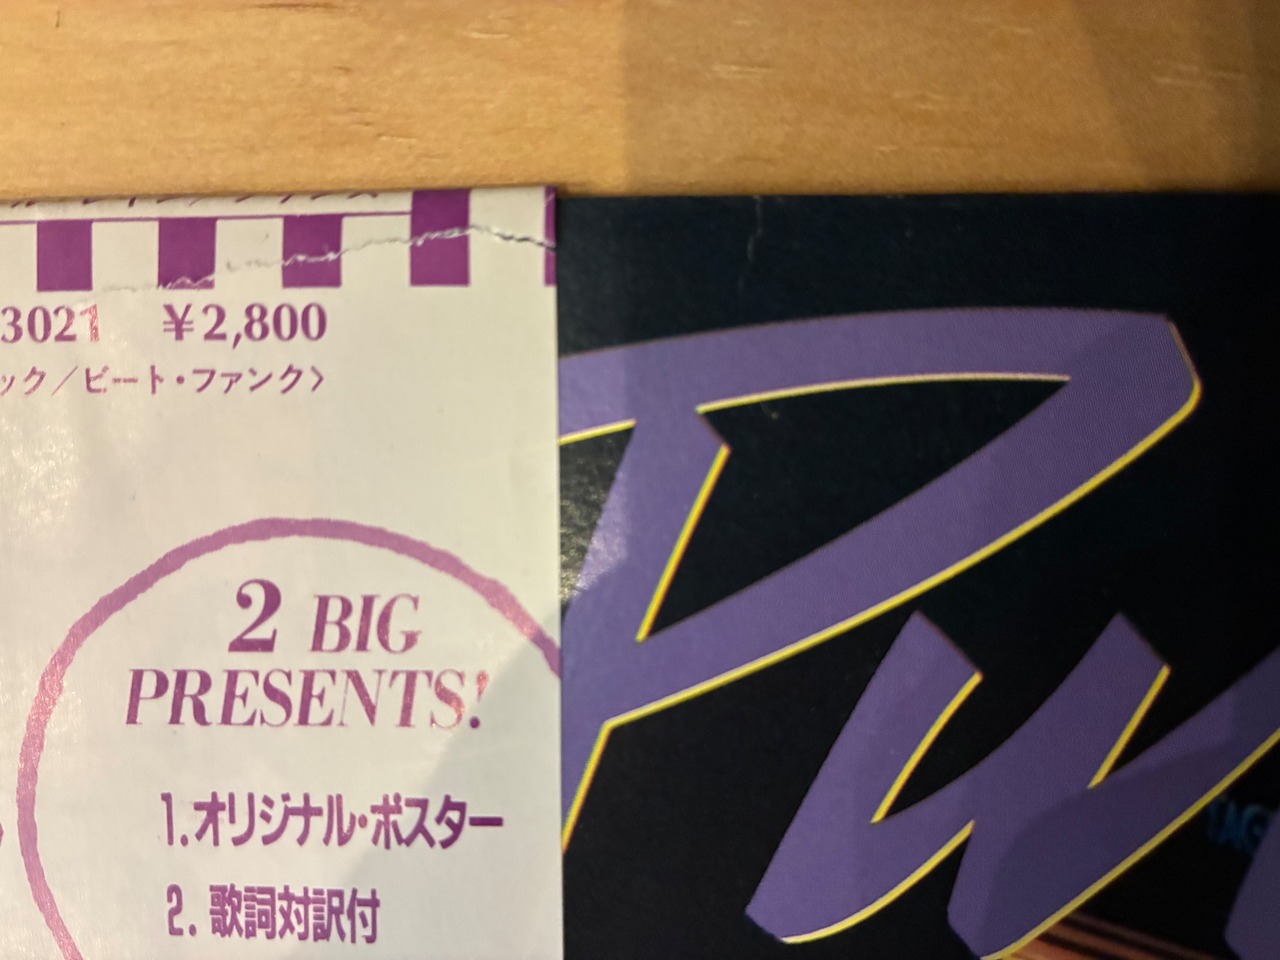 3021 ¥2,800
ック/ビート・ファンク〉
2 BIG
PRESENTS!
1.オリジナル・ポスター
2. 歌詞対訳付
Pu